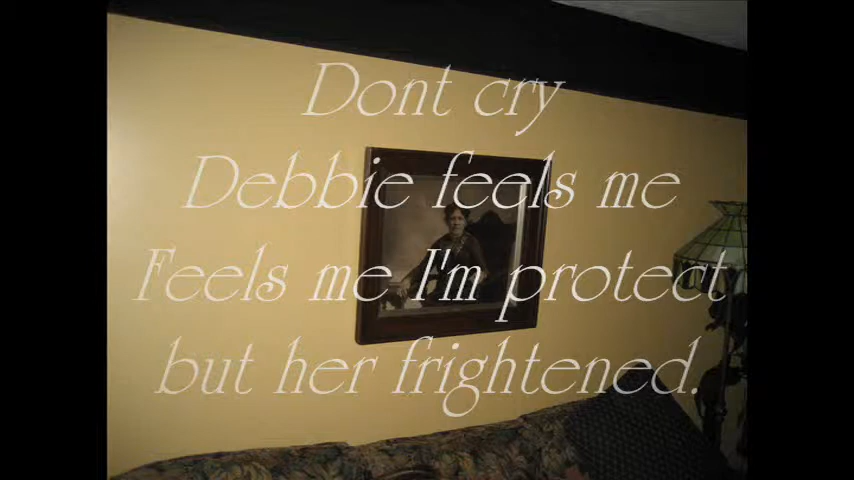 Dont cry
Debbie feels me
Feels me I'm protect
but her frightened.